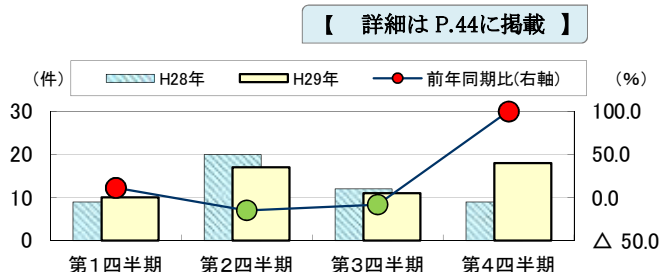 【　詳細は P.44に掲載　】
（件） H28年 H29年 前年同期比(右軸) （%）
30 100.0
20 50.0
10 0.0
0 △ 50.0
第1四半期 第2四半期 第3四半期 第4四半期